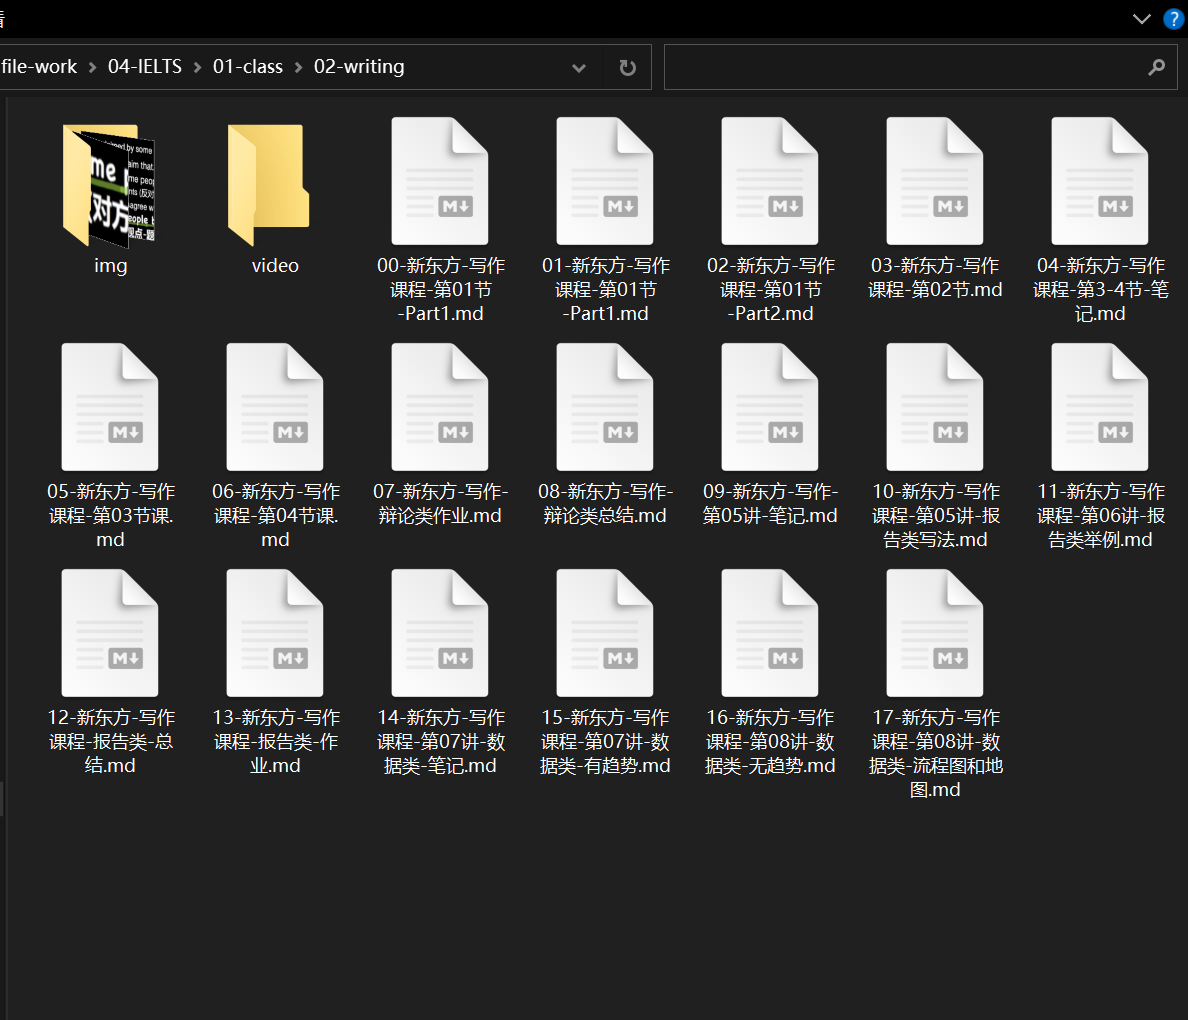 file-work > 04-IELTS > 01-class > 02-writing
img
video
00-新东方-写作
课程-第01节
-Part1.md
01-新东方-写作
课程-第01节
-Part1.md
02-新东方-写作
课程-第01节
-Part2.md
03-新东方-写作
课程-第02节.md
04-新东方-写作
课程-第3-4节-笔
记.md
05-新东方-写作
课程-第03节课.
md
06-新东方-写作
课程-第04节课.
md
07-新东方-写作-
辩论类作业.md
08-新东方-写作-
辩论类总结.md
09-新东方-写作-
第05讲-笔记.md
10-新东方-写作
课程-第05讲-报
告类写法.md
11-新东方-写作
课程-第06讲-报
告类举例.md
12-新东方-写作
课程-报告类-总
结.md
13-新东方-写作
课程-报告类-作
业.md
14-新东方-写作
课程-第07讲-数
据类-笔记.md
15-新东方-写作
课程-第07讲-数
据类-有趋势.md
16-新东方-写作
课程-第08讲-数
据类-无趋势.md
17-新东方-写作
课程-第08讲-数
据类-流程图和地
图.md